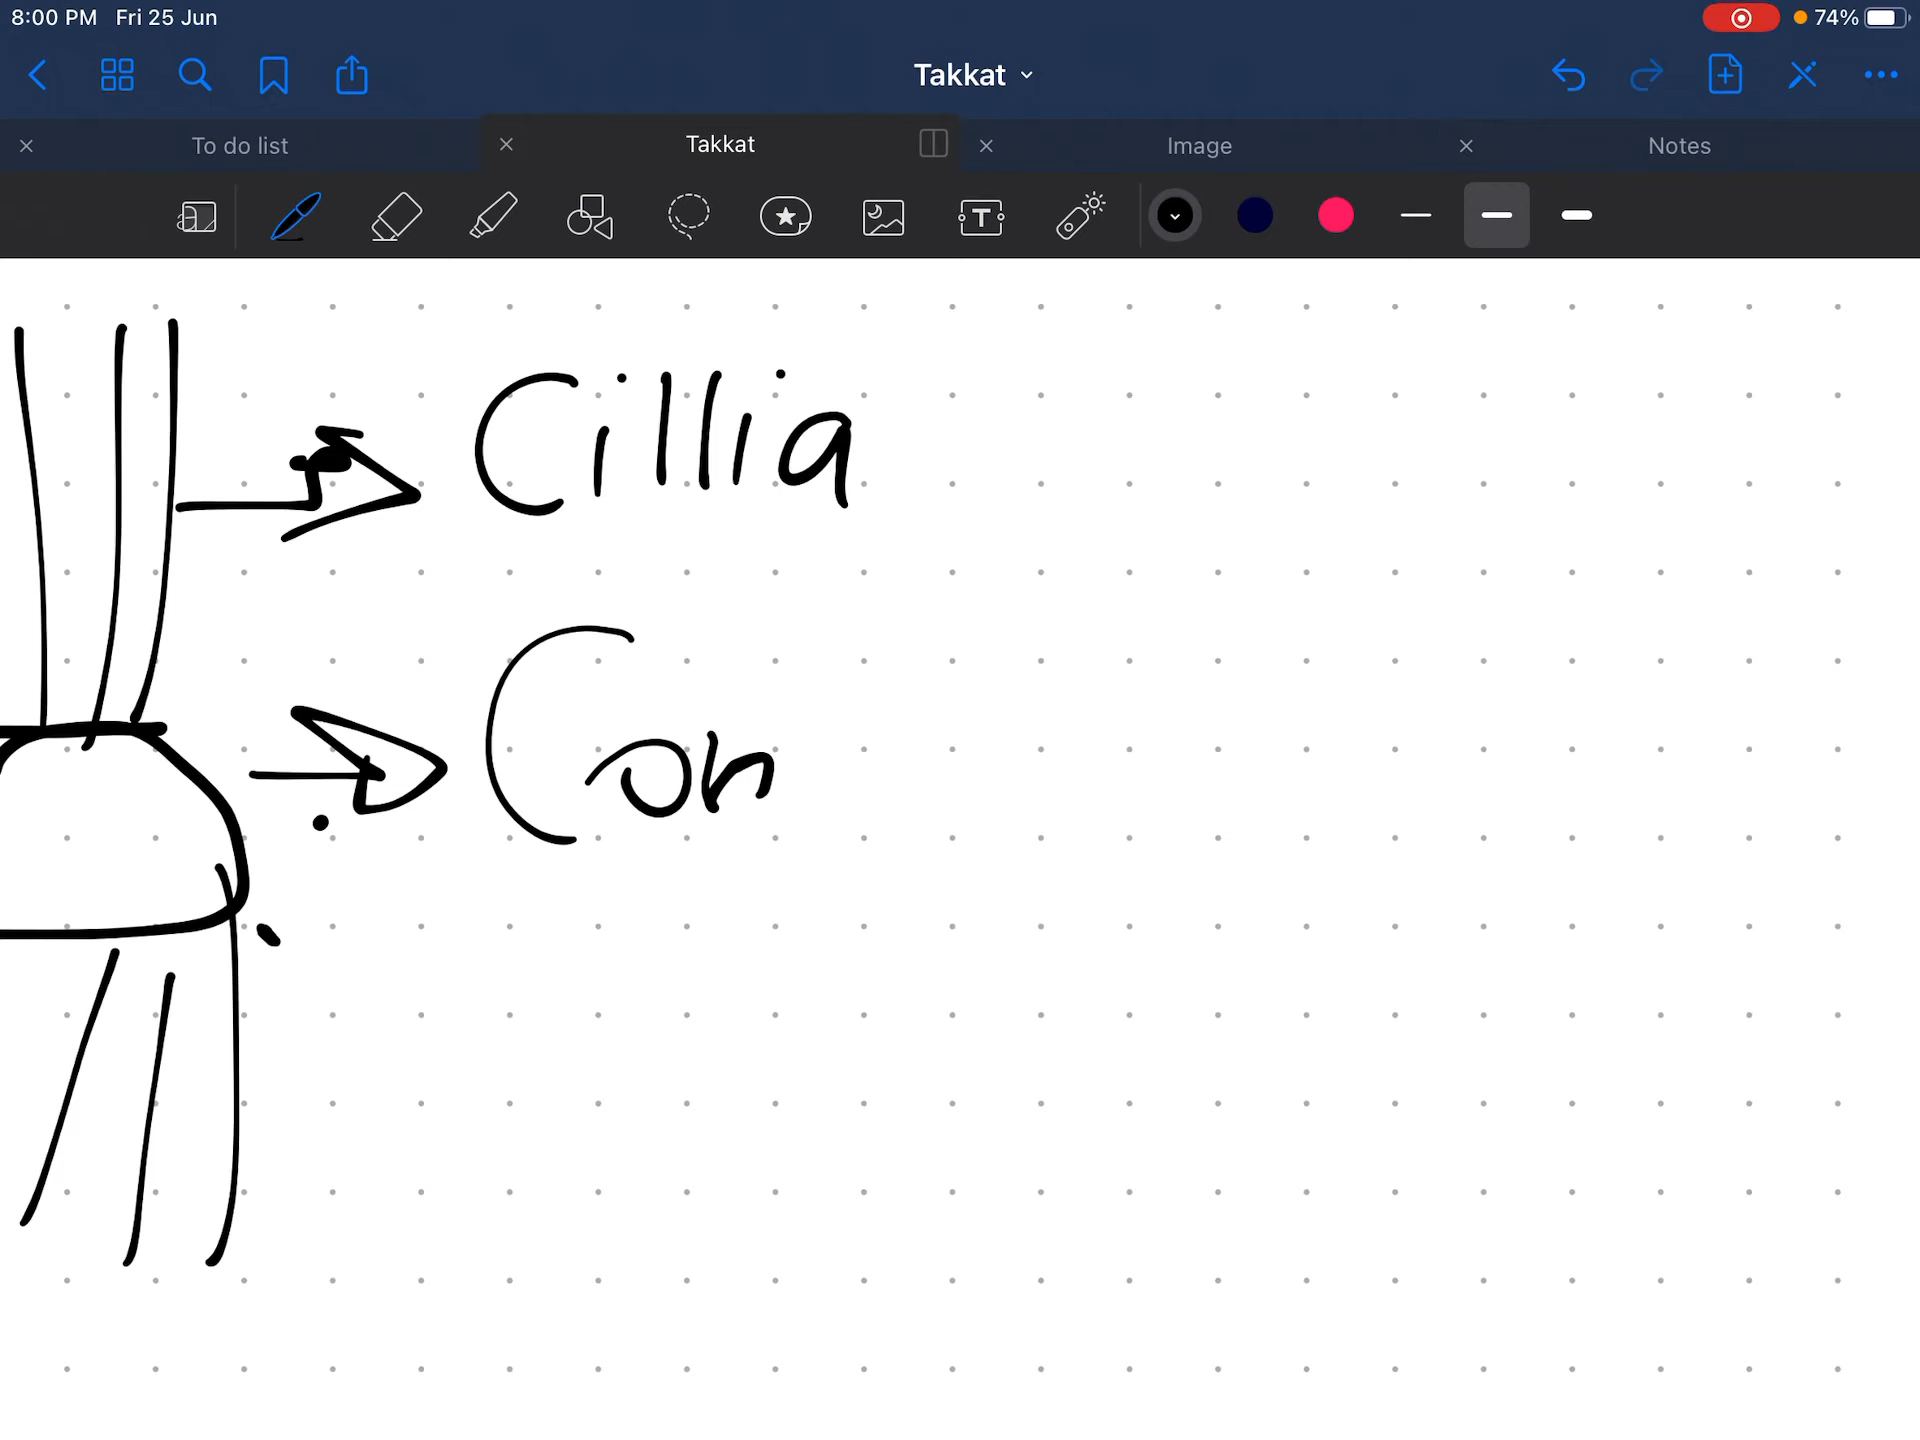 8:00 PM Fri 25 Jun 74%
Takkat
To do list Takkat Image Notes
Cillia
Con